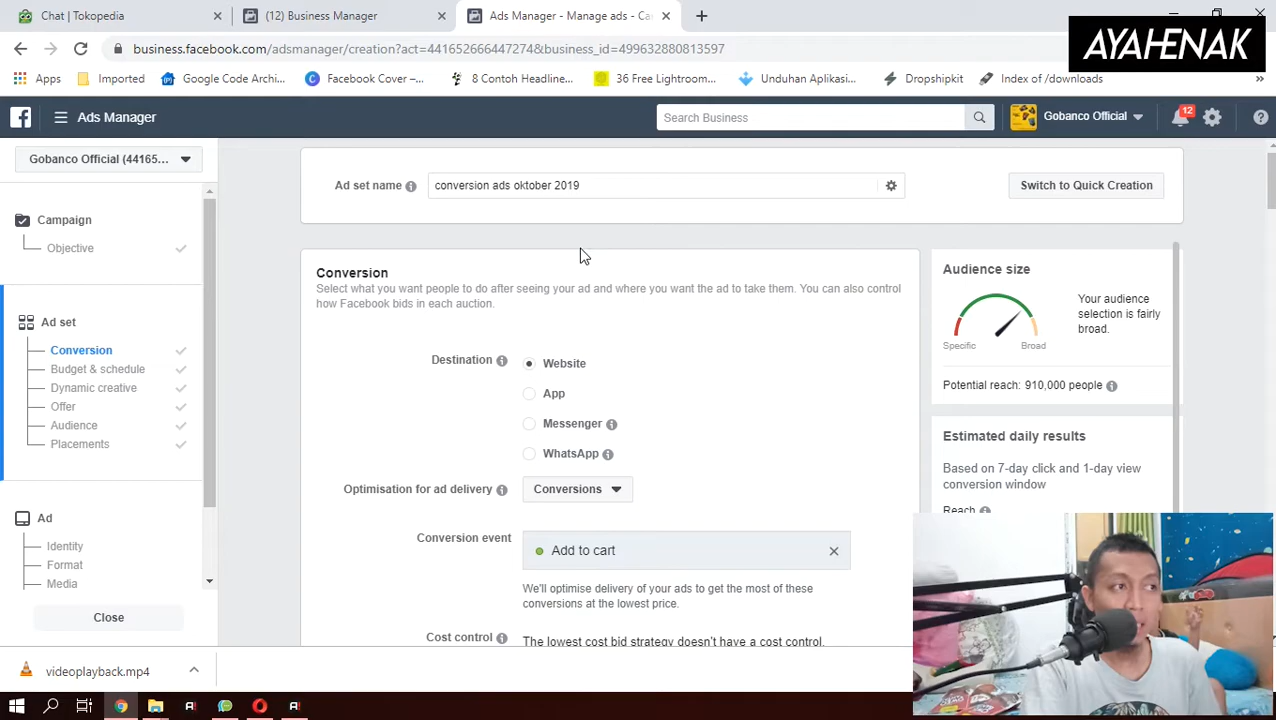 Chat | Tokopedia
(12) Business Manager
Ads Manager - Manage ads - Ca
business.facebook.com/adsmanager/creation?act=441652666447274&business_id=499632880813597
AYAHENAK
Apps
Imported
Google Code Archi...
Facebook Cover –...
8 Contoh Headline...
36 Free Lightroom...
Unduhan Aplikasi...
Dropshipkit
Index of /downloads
Ads Manager
Search Business
Gobanco Official
12
Gobanco Official (44165...
Ad set name
conversion ads oktober 2019
Switch to Quick Creation
Campaign
Objective
Ad set
Conversion
Budget & schedule
Dynamic creative
Offer
Audience
Placements
Ad
Identity
Format
Media
Close
Conversion
Select what you want people to do after seeing your ad and where you want the ad to take them. You can also control
how Facebook bids in each auction.
Destination
Website
App
Messenger
WhatsApp
Optimisation for ad delivery
Conversions
Conversion event
Add to cart
We'll optimise delivery of your ads to get the most of these
conversions at the lowest price.
Cost control
The lowest cost bid strategy doesn't have a cost control.
Audience size
Your audience
selection is fairly
broad.
Specific
Broad
Potential reach: 910,000 people
Estimated daily results
Based on 7-day click and 1-day view
conversion window
Reach
videoplayback.mp4